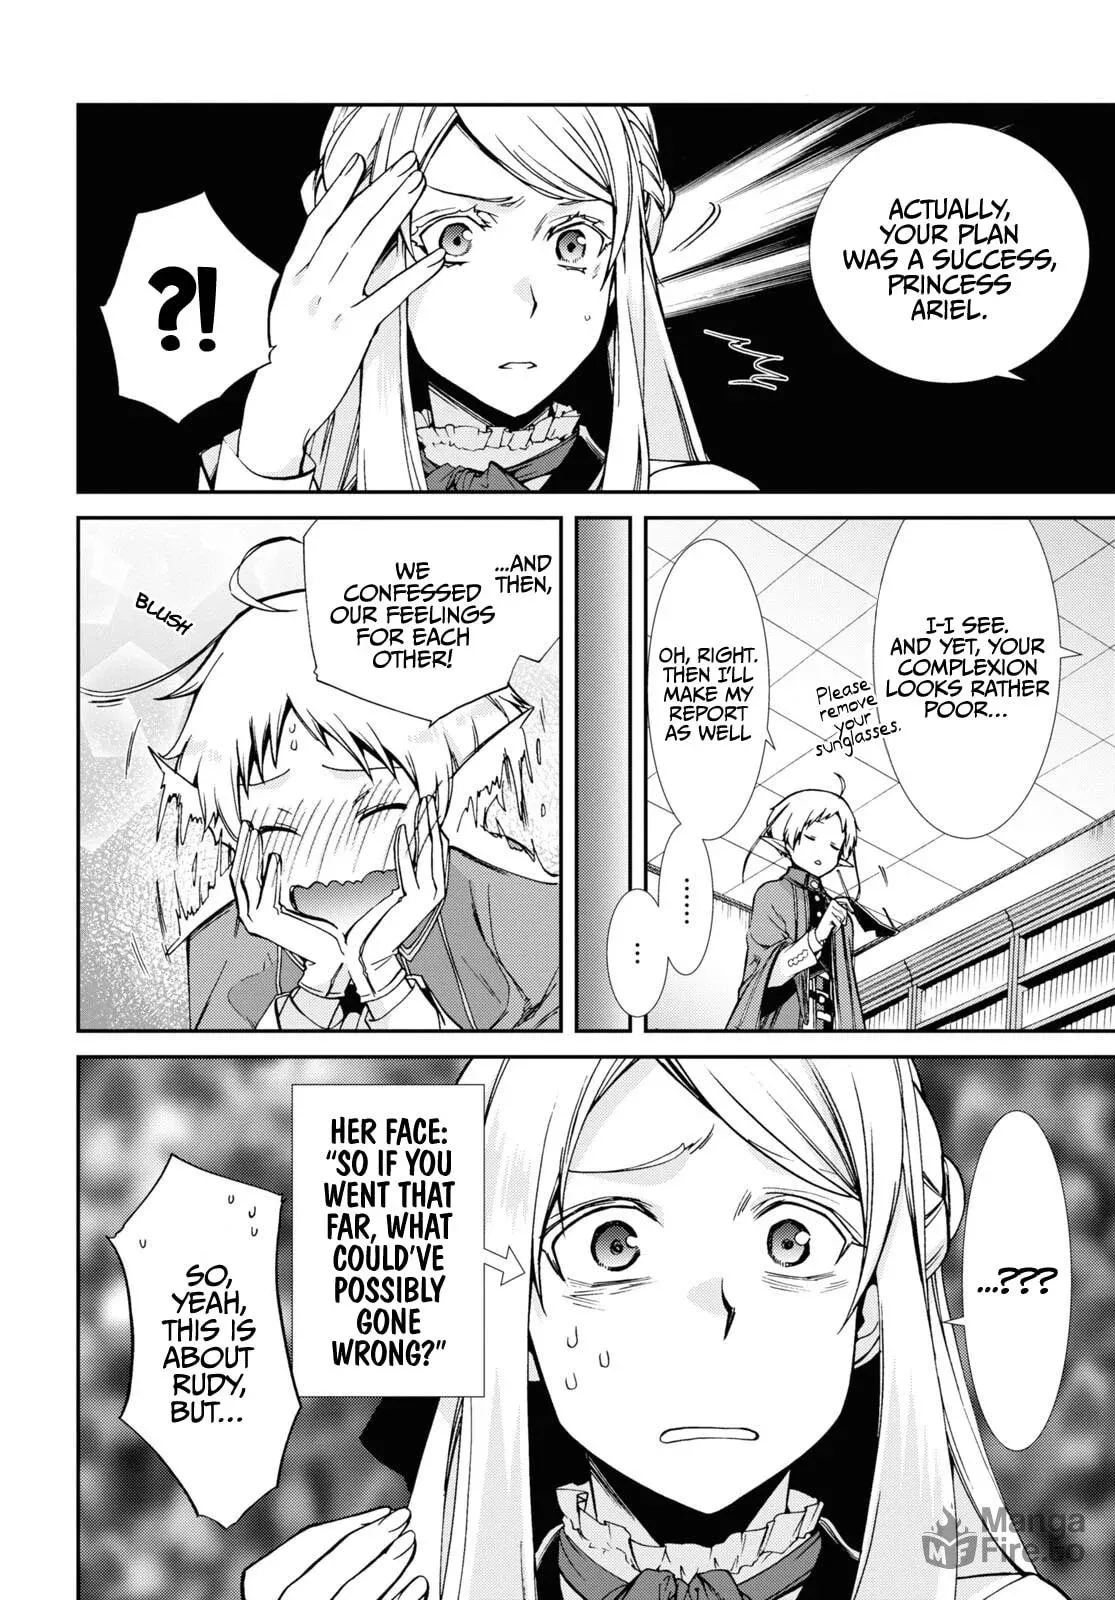 ACTUALLY,
YOUR PLAN
WAS A SUCCESS,
PRINCESS
ARIEL.
?!
I-I SEE.
AND YET, YOUR
COMPLEXION
LOOKS RATHER
POOR...
Please
remove
your
sunglasses.
OH, RIGHT.
THEN I'LL
MAKE MY
REPORT
AS WELL
......
...
...AND
THEN,
WE
CONFESSED
OUR FEELINGS
FOR EACH
OTHER!
BLUSH
...???
HER FACE:
"SO IF YOU
WENT THAT
FAR, WHAT
COULD'VE
POSSIBLY
GONE
WRONG?"
SO,
YEAH,
THIS IS
ABOUT
RUDY,
BUT...
Manga
Fire.to
MF